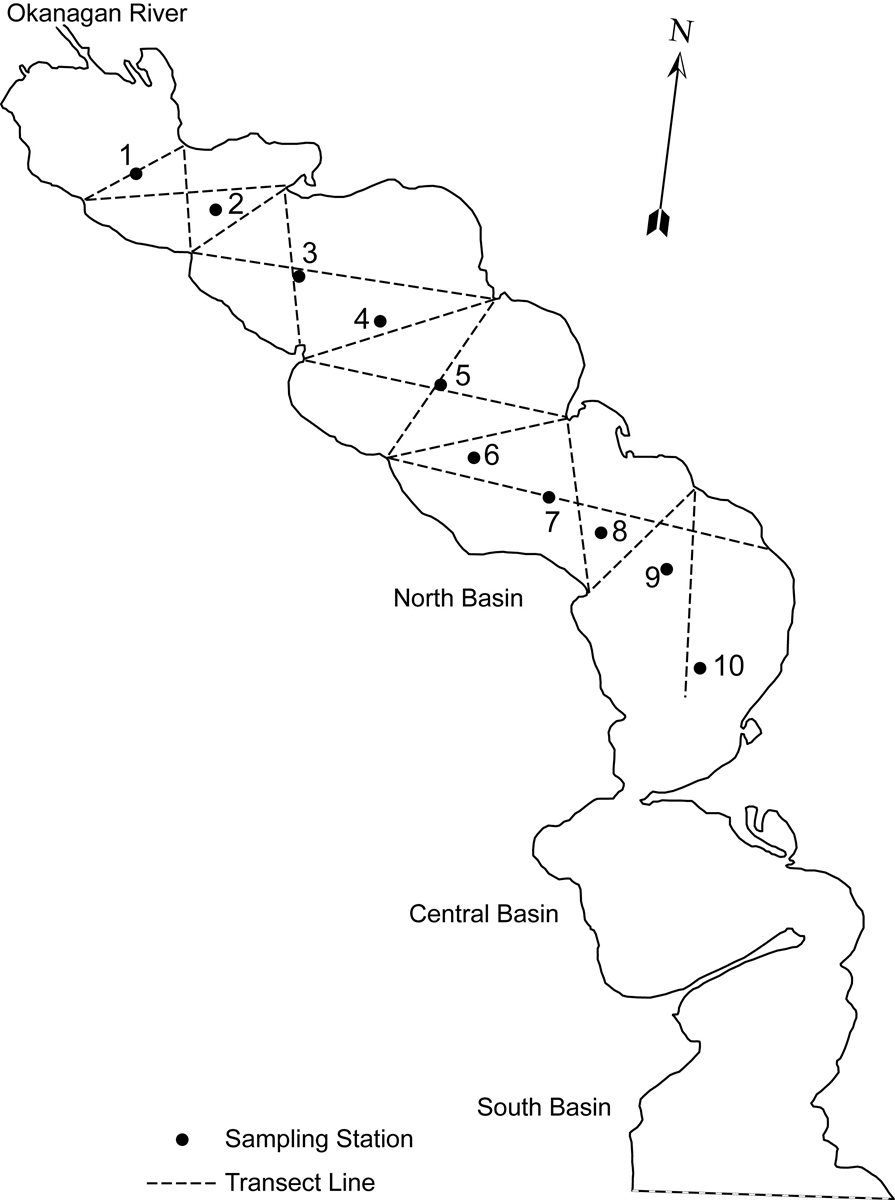 Okanagan River
N
1
2
3
4
5
6
7
8
9
10
North Basin
Central Basin
South Basin
Sampling Station
Transect Line